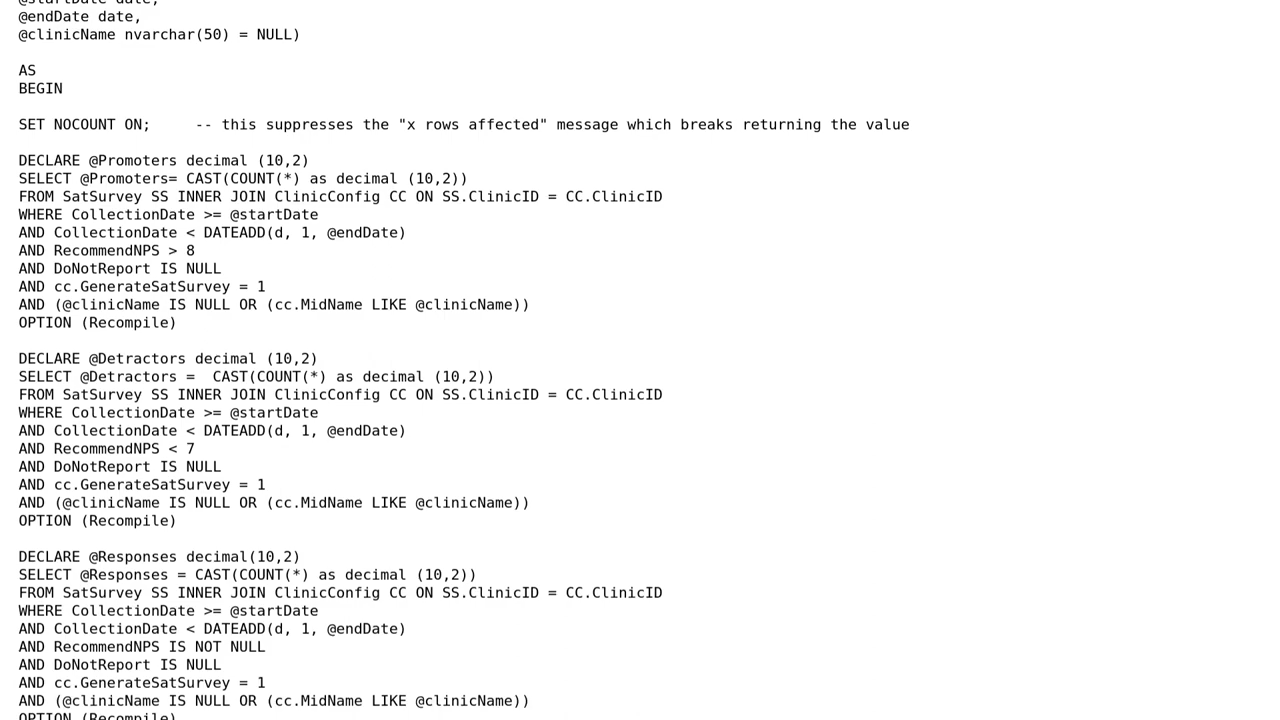 @startDate date,
@endDate date,
@clinicName nvarchar(50) = NULL)
AS
BEGIN
SET NOCOUNT ON;     -- this suppresses the "x rows affected" message which breaks returning the value
DECLARE @Promoters decimal (10,2)
SELECT @Promoters= CAST(COUNT(*) as decimal (10,2))
FROM SatSurvey SS INNER JOIN ClinicConfig CC ON SS.ClinicID = CC.ClinicID
WHERE CollectionDate >= @startDate
AND CollectionDate < DATEADD(d, 1, @endDate)
AND RecommendNPS > 8
AND DoNotReport IS NULL
AND cc.GenerateSatSurvey = 1
AND (@clinicName IS NULL OR (cc.MidName LIKE @clinicName))
OPTION (Recompile)
DECLARE @Detractors decimal (10,2)
SELECT @Detractors =  CAST(COUNT(*) as decimal (10,2))
FROM SatSurvey SS INNER JOIN ClinicConfig CC ON SS.ClinicID = CC.ClinicID
WHERE CollectionDate >= @startDate
AND CollectionDate < DATEADD(d, 1, @endDate)
AND RecommendNPS < 7
AND DoNotReport IS NULL
AND cc.GenerateSatSurvey = 1
AND (@clinicName IS NULL OR (cc.MidName LIKE @clinicName))
OPTION (Recompile)
DECLARE @Responses decimal(10,2)
SELECT @Responses = CAST(COUNT(*) as decimal (10,2))
FROM SatSurvey SS INNER JOIN ClinicConfig CC ON SS.ClinicID = CC.ClinicID
WHERE CollectionDate >= @startDate
AND CollectionDate < DATEADD(d, 1, @endDate)
AND RecommendNPS IS NOT NULL
AND DoNotReport IS NULL
AND cc.GenerateSatSurvey = 1
AND (@clinicName IS NULL OR (cc.MidName LIKE @clinicName))
OPTION (Recompile)